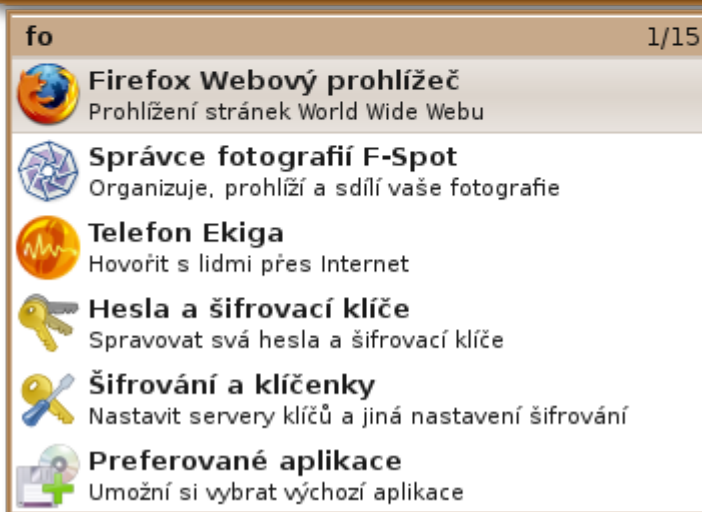 fo 1/15
Firefox Webový prohlížeč
Prohlížení stránek World Wide Webu
Správce fotografií F-Spot
Organizuje, prohlíží a sdílí vaše fotografie
Telefon Ekiga
Hovořit s lidmi přes Internet
Hesla a šifrovací klíče
Spravovat svá hesla a šifrovací klíče
Šifrování a klíčenky
Nastavit servery klíčů a jiná nastavení šifrování
Preferované aplikace
Umožní si vybrat výchozí aplikace